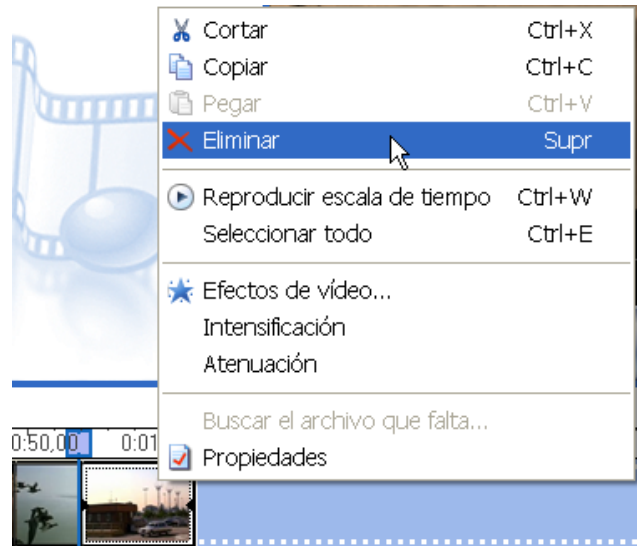 Cortar Ctrl+X
Copiar Ctrl+C
Pegar Ctrl+V
Eliminar Supr
Reproducir escala de tiempo Ctrl+W
Seleccionar todo Ctrl+E
Efectos de vídeo...
Intensificación
Atenuación
Buscar el archivo que falta...
Propiedades
0:50,00 0:01